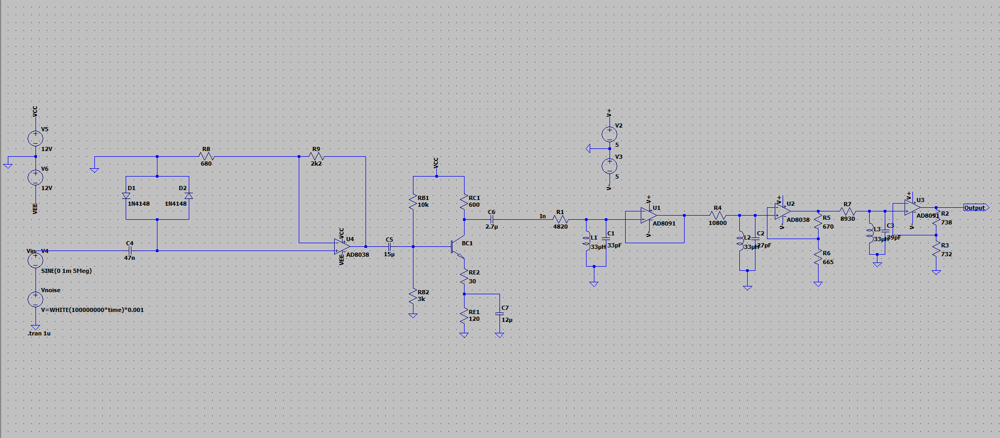 VCC
V5
12V
V6
12V
VEE
Vin
V4
SINE(0 1m 5Meg)
Vnoise
V=WHITE(100000000*time)*0.001
.tran 1u
C4
47n
D1
1N4148
D2
1N4148
R8
680
R9
2k2
VCC
U4
AD8038
VEE
C5
15µ
VCC
RB1
10k
RC1
600
BC1
RB2
3k
RE2
30
RE1
120
C7
12µ
C6
2.7µ
In
R1
4820
V+
V2
5
V3
5
V-
L1
33µH
C1
33pF
V+
U1
AD8091
V-
R4
10800
L2
33µH
C2
27pF
V+
U2
AD8038
V-
R5
670
R6
665
R7
8930
L3
33µH
C3
39pF
V+
U3
AD8091
V-
R2
738
R3
732
Output